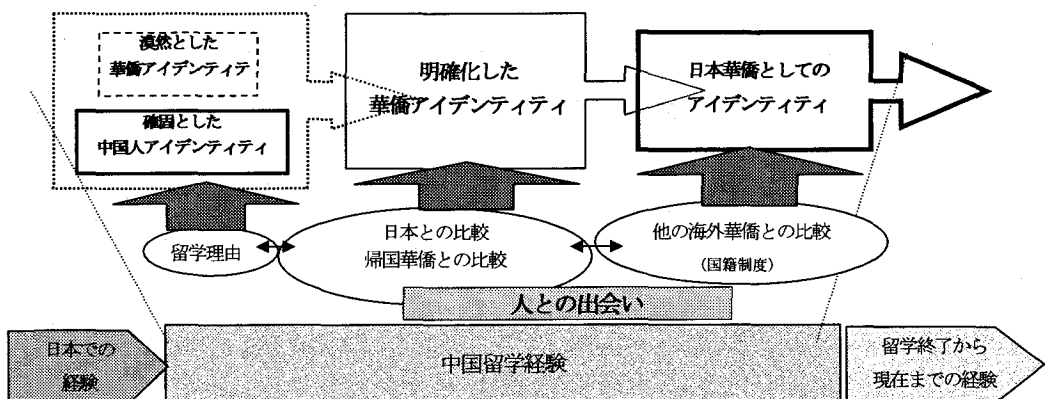 漠然とした
華僑アイデンティテ
確固とした
中国人アイデンティティ
明確化した
華僑アイデンティティ
日本華僑としての
アイデンティティ
留学理由
日本との比較
帰国華僑との比較
他の海外華僑との比較
(国籍制度)
人との出会い
日本での
経験
中国留学経験
留学終了から
現在までの経験